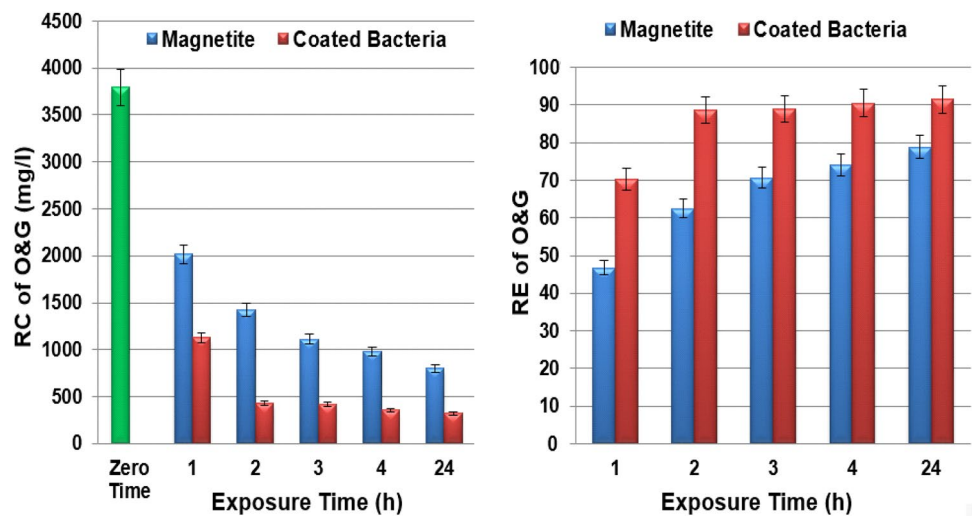 4500
4000
3500
3000
2500
2000
1500
1000
500
0
RC of O&G (mg/l)
Magnetite Coated Bacteria
Zero Time 1 2 3 4 24
Exposure Time (h)
Magnetite Coated Bacteria
100
90
80
70
60
50
40
30
20
10
0
RE of O&G
1 2 3 4 24
Exposure Time (h)